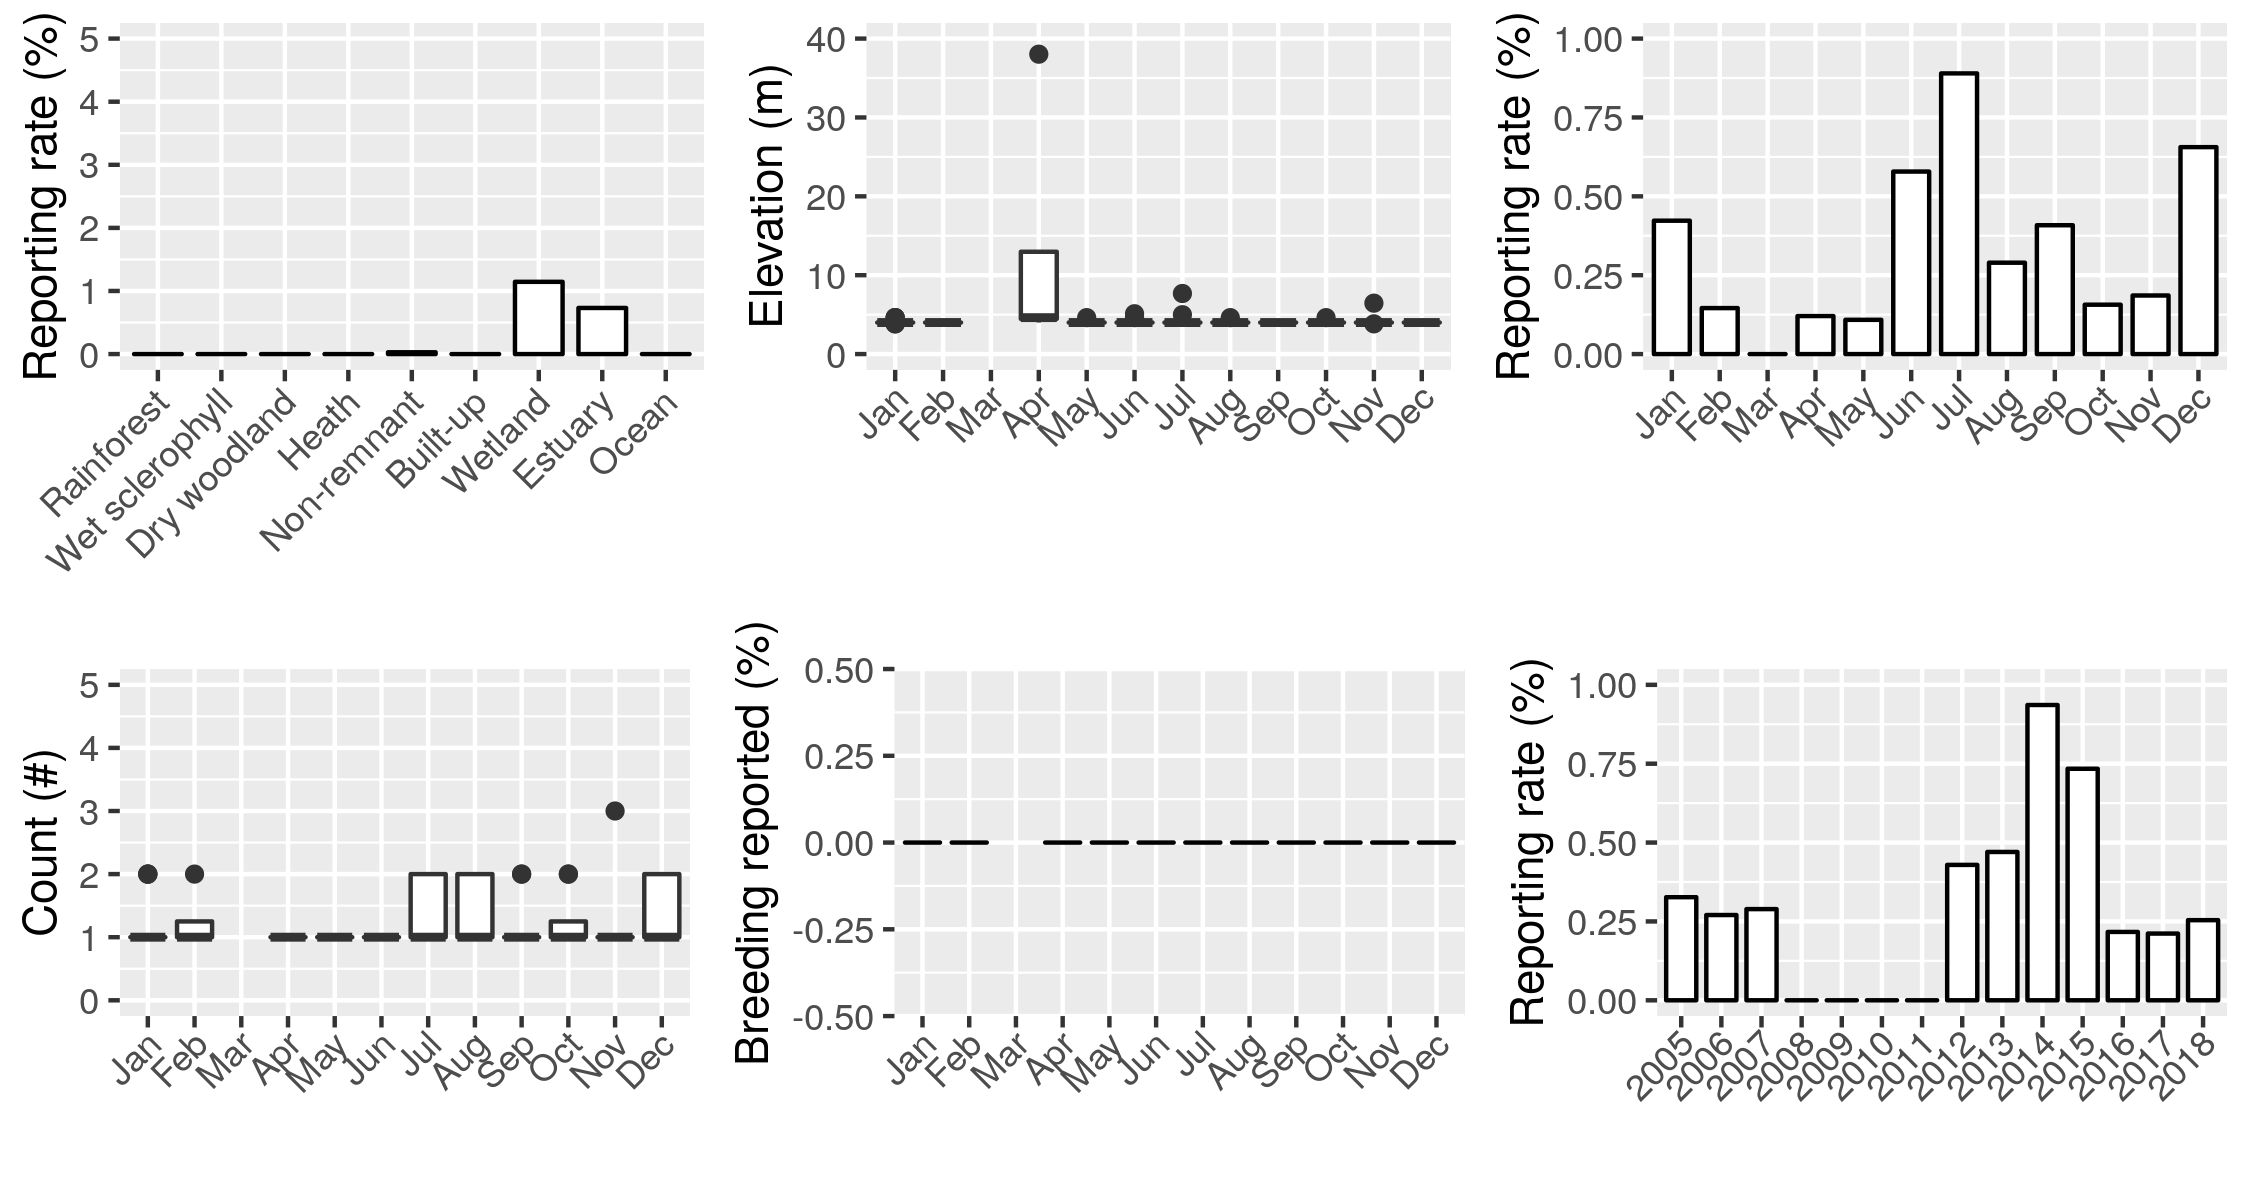 Reporting rate (%)
5
4
3
2
1
0
Rainforest
Wet sclerophyll
Dry woodland
Heath
Non-remnant
Built-up
Wetland
Estuary
Ocean
Elevation (m)
40
30
20
10
0
Jan
Feb
Mar
Apr
May
Jun
Jul
Aug
Sep
Oct
Nov
Dec
Reporting rate (%)
1.00
0.75
0.50
0.25
0.00
Jan
Feb
Mar
Apr
May
Jun
Jul
Aug
Sep
Oct
Nov
Dec
Count (#)
5
4
3
2
1
0
Jan
Feb
Mar
Apr
May
Jun
Jul
Aug
Sep
Oct
Nov
Dec
Breeding reported (%)
0.50
0.25
0.00
-0.25
-0.50
Jan
Feb
Mar
Apr
May
Jun
Jul
Aug
Sep
Oct
Nov
Dec
Reporting rate (%)
1.00
0.75
0.50
0.25
0.00
2005
2006
2007
2008
2009
2010
2011
2012
2013
2014
2015
2016
2017
2018